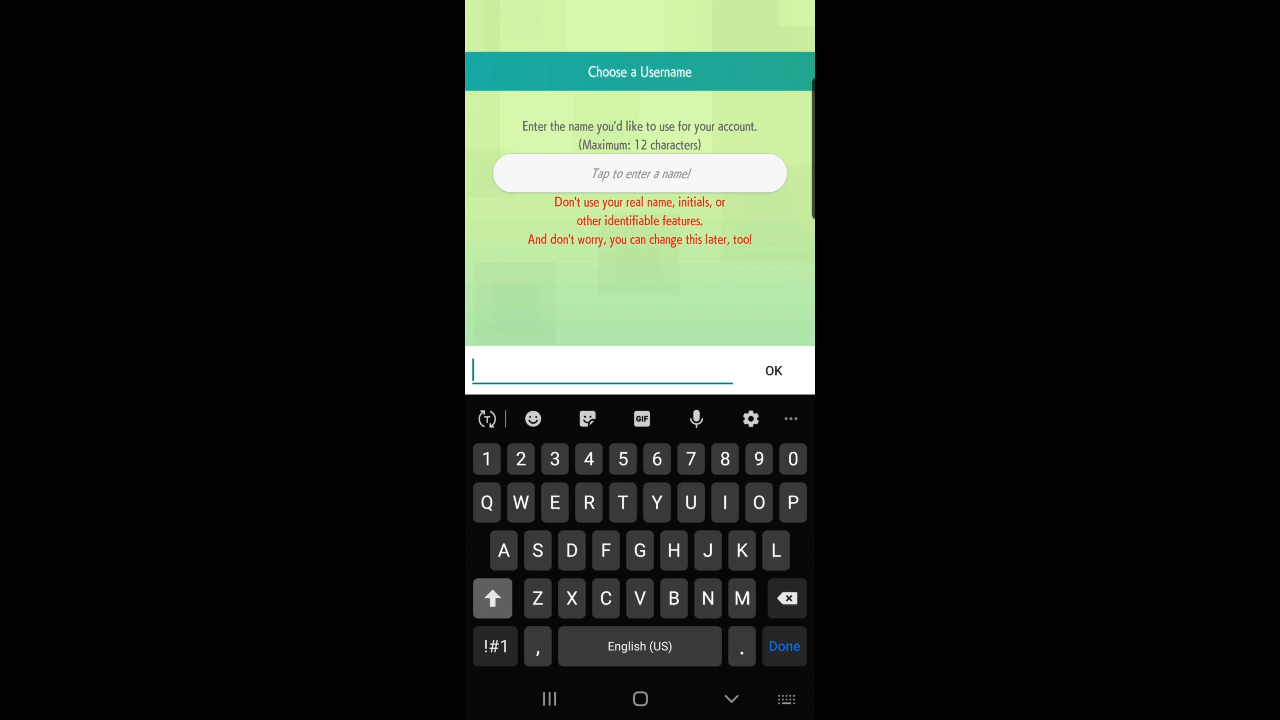 Choose a Username
Enter the name you'd like to use for your account.
(Maximum: 12 characters)
Tap to enter a name!
Don't use your real name, initials, or
other identifiable features.
And don't worry, you can change this later, too!
OK
T GIF
1 2 3 4 5 6 7 8 9 0
Q W E R T Y U I O P
A S D F G H J K L
Z X C V B N M
!#1 , English (US) . Done